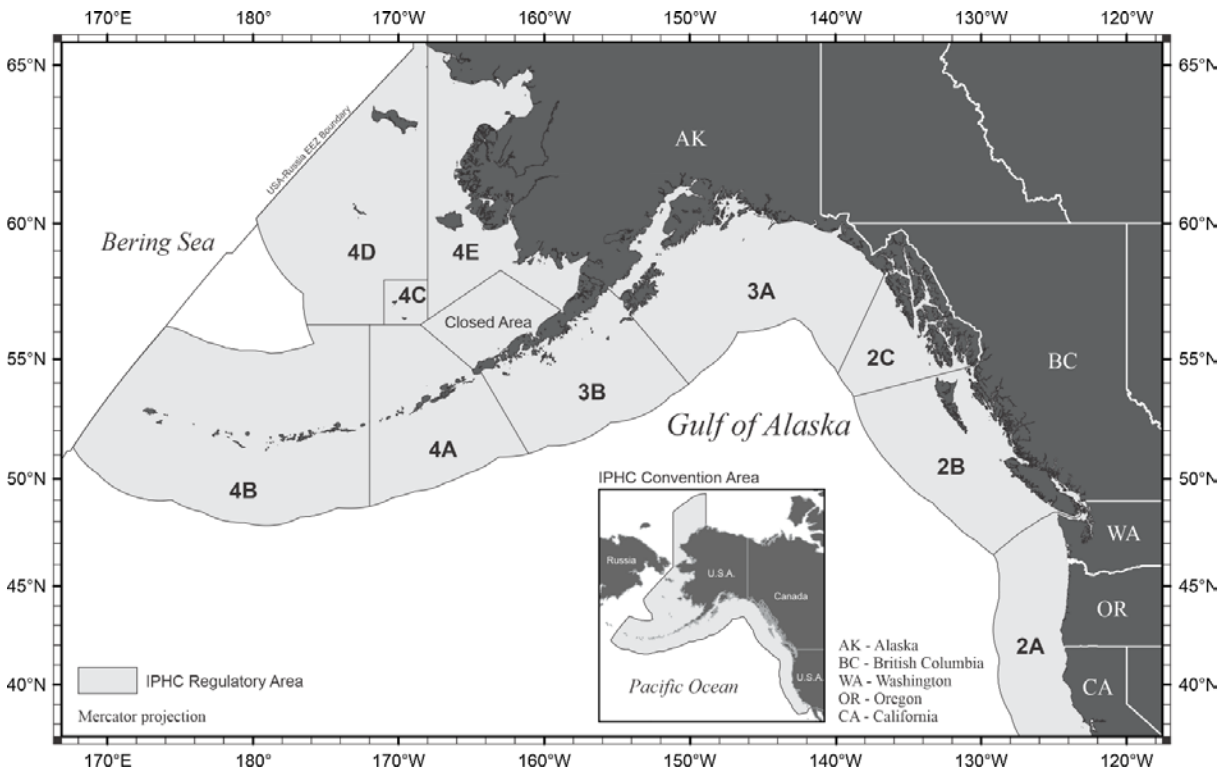 170°E 180° 170°W 160°W 150°W 140°W 130°W 120°W
65°N 65°N
USA-Russia EEZ Boundary
AK
60°N 60°N
Bering Sea
4D 4E
4C
3A
Closed Area
55°N 55°N
2C
BC
3B
Gulf of Alaska
4A
2B
50°N 50°N
4B
IPHC Convention Area
WA
Russia
U.S.A.
Canada
45°N 45°N
OR
2A
AK - Alaska
BC - British Columbia
WA - Washington
OR - Oregon
CA - California
U.S.A.
IPHC Regulatory Area
Pacific Ocean
CA
40°N 40°N
Mercator projection
170°E 180° 170°W 160°W 150°W 140°W 130°W 120°W